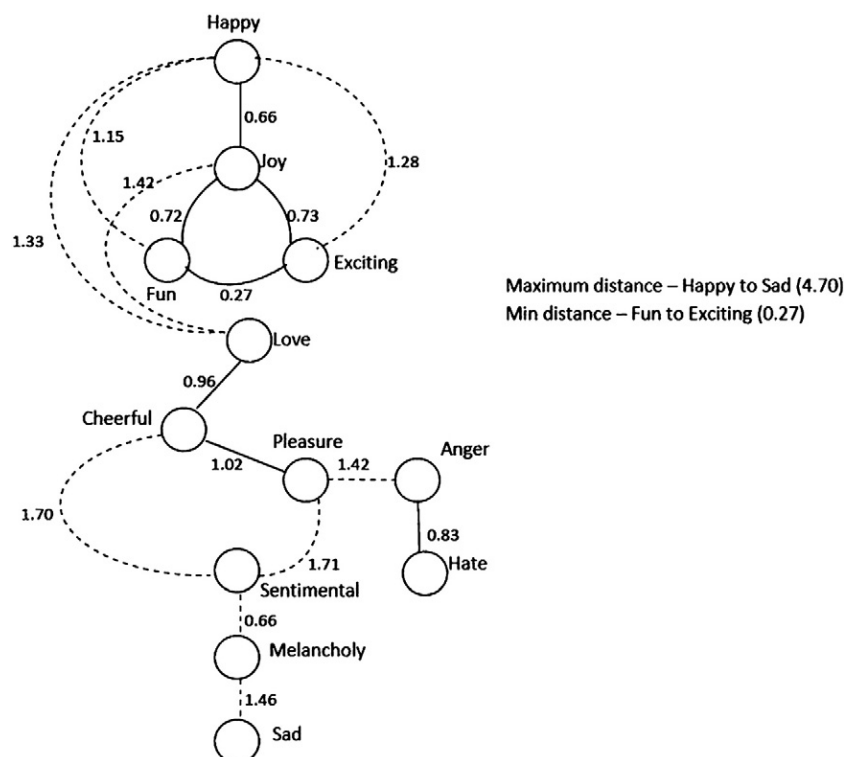 Happy
0.66
1.15
Joy
1.28
1.42
0.72
0.73
1.33
Exciting
Fun
0.27
Maximum distance – Happy to Sad (4.70)
Min distance – Fun to Exciting (0.27)
Love
0.96
Cheerful
Pleasure
Anger
1.02
1.42
1.70
0.83
1.71
Hate
Sentimental
0.66
Melancholy
1.46
Sad